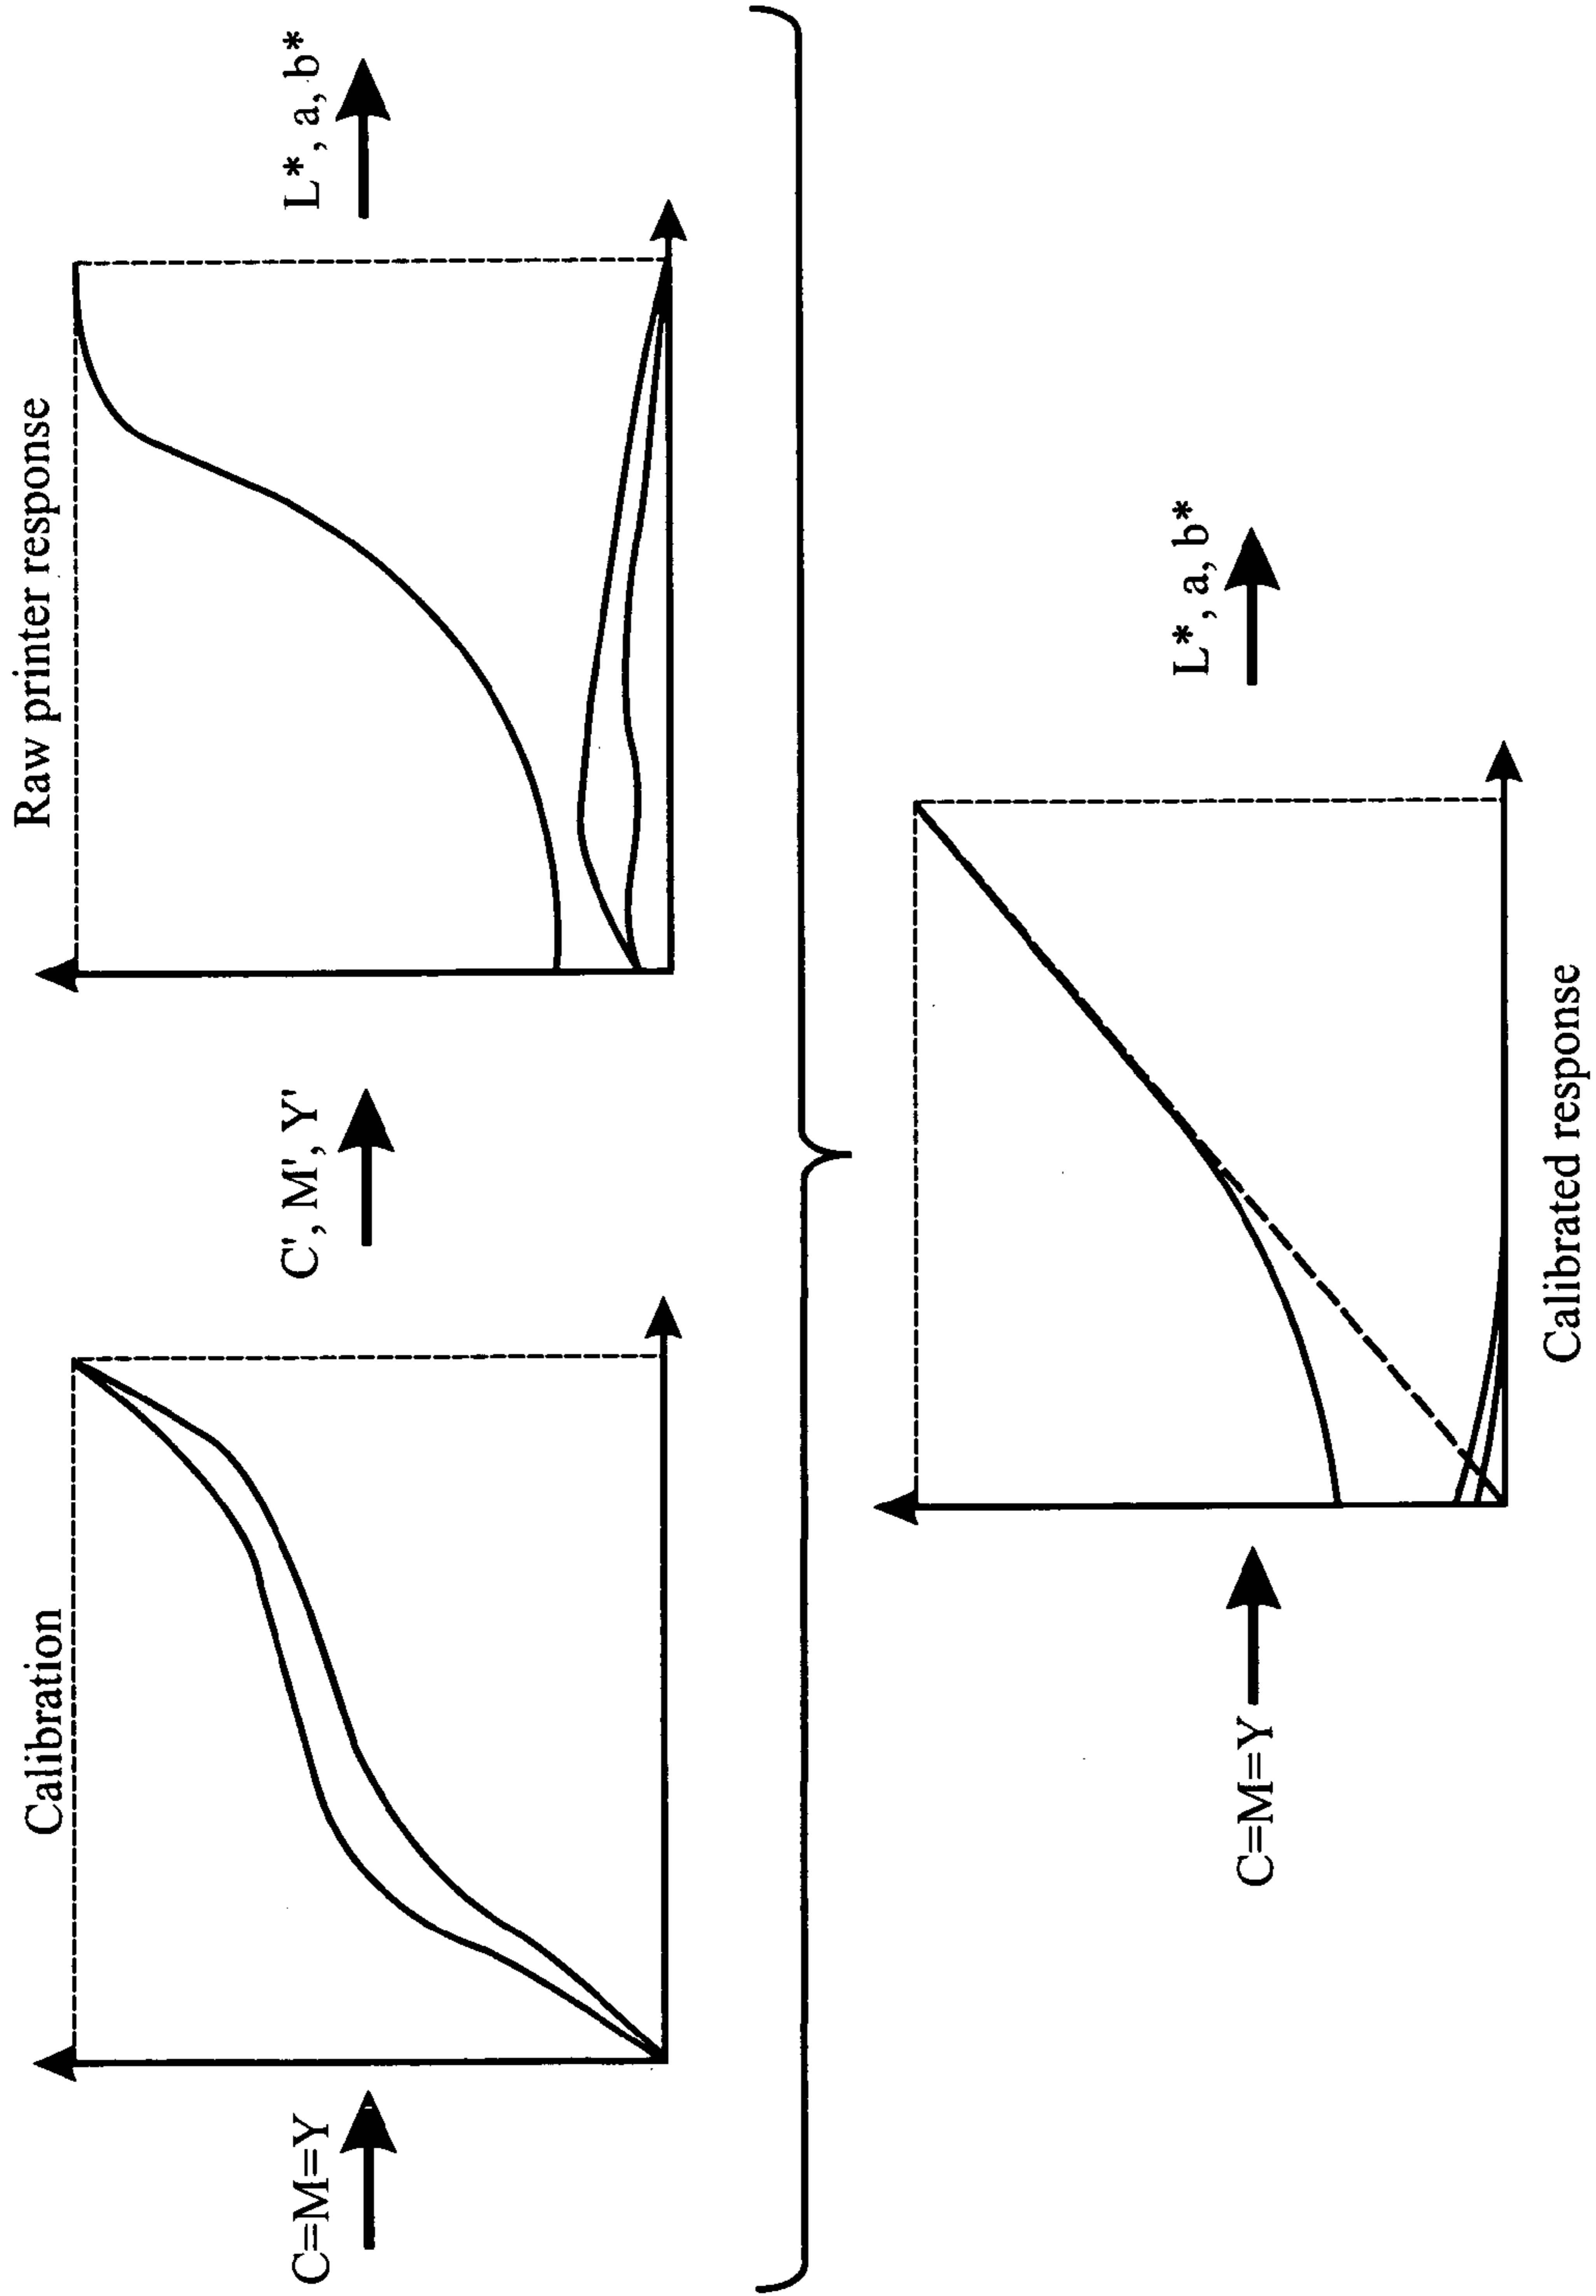 Calibration
Raw printer response
C=M=Y
C', M', Y'
L*, a, b*
C=M=Y
L*, a, b*
Calibrated response